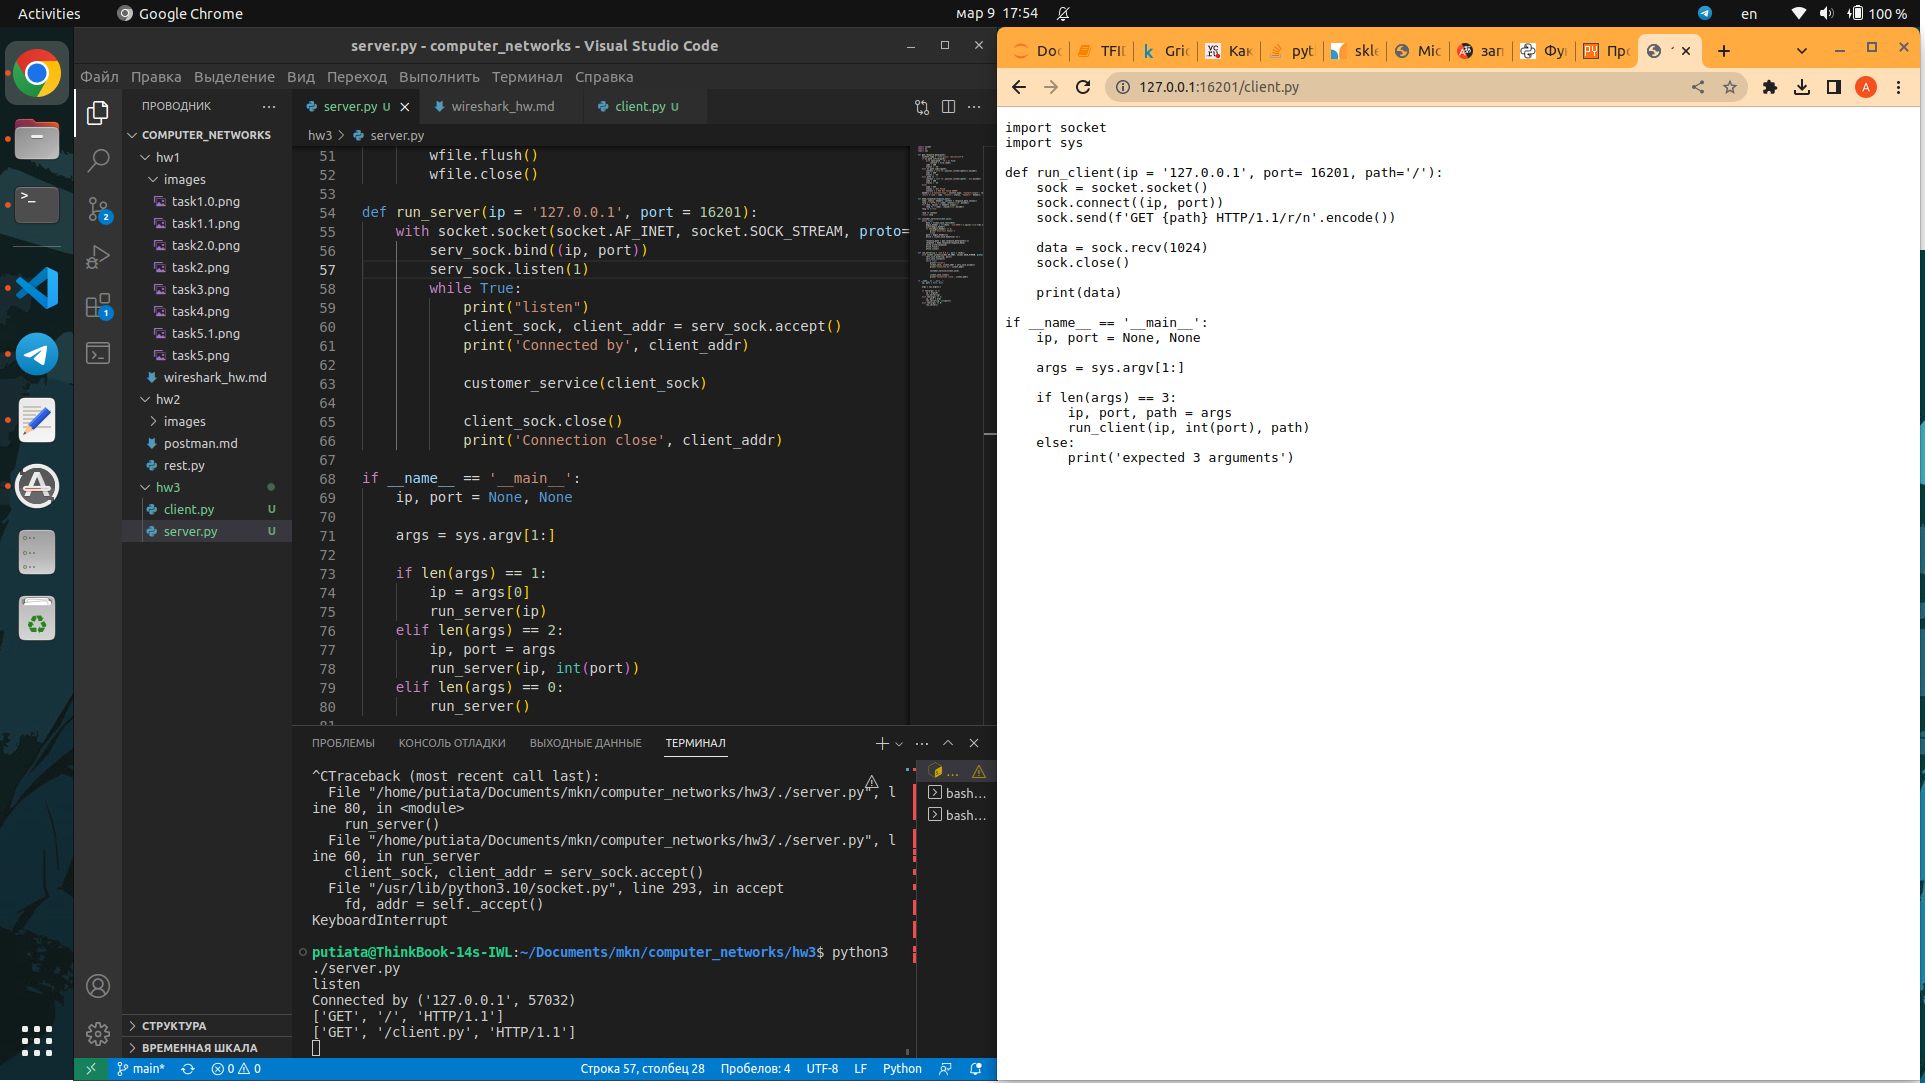 Activities
Google Chrome
мар 9 17:54
en
100 %
server.py - computer_networks - Visual Studio Code
Файл Правка Выделение Вид Переход Выполнить Терминал Справка
ПРОВОДНИК
COMPUTER_NETWORKS
hw1
images
task1.0.png
task1.1.png
task2.0.png
task2.png
task3.png
task4.png
task5.1.png
task5.png
wireshark_hw.md
hw2
images
postman.md
rest.py
hw3
client.py U
server.py U
СТРУКТУРА
ВРЕМЕННАЯ ШКАЛА
2
1
server.py U
wireshark_hw.md
client.py U
hw3 > server.py
51 wfile.flush()
52 wfile.close()
53
54 def run_server(ip = '127.0.0.1', port = 16201):
55 with socket.socket(socket.AF_INET, socket.SOCK_STREAM, proto=
56 serv_sock.bind((ip, port))
57 serv_sock.listen(1)
58 while True:
59 print("listen")
60 client_sock, client_addr = serv_sock.accept()
61 print('Connected by', client_addr)
62
63 customer_service(client_sock)
64
65 client_sock.close()
66 print('Connection close', client_addr)
67
68 if __name__ == '__main__':
69 ip, port = None, None
70
71 args = sys.argv[1:]
72
73 if len(args) == 1:
74 ip = args[0]
75 run_server(ip)
76 elif len(args) == 2:
77 ip, port = args
78 run_server(ip, int(port))
79 elif len(args) == 0:
80 run_server()
81
ПРОБЛЕМЫ КОНСОЛЬ ОТЛАДКИ ВЫХОДНЫЕ ДАННЫЕ ТЕРМИНАЛ
^CTraceback (most recent call last):
File "/home/putiata/Documents/mkn/computer_networks/hw3/./server.py", l
ine 80, in <module>
run_server()
File "/home/putiata/Documents/mkn/computer_networks/hw3/./server.py", l
ine 60, in run_server
client_sock, client_addr = serv_sock.accept()
File "/usr/lib/python3.10/socket.py", line 293, in accept
fd, addr = self._accept()
KeyboardInterrupt
putiata@ThinkBook-14s-IWL:~/Documents/mkn/computer_networks/hw3$ python3
./server.py
listen
Connected by ('127.0.0.1', 57032)
['GET', '/', 'HTTP/1.1']
['GET', '/client.py', 'HTTP/1.1']
bash...
bash...
main* 0 0 Строка 57, столбец 28 Пробелов: 4 UTF-8 LF Python
Doc TFID Gric Как pyt skle Mic зап Фун Про
127.0.0.1:16201/client.py
A
import socket
import sys
def run_client(ip = '127.0.0.1', port= 16201, path='/'):
sock = socket.socket()
sock.connect((ip, port))
sock.send(f'GET {path} HTTP/1.1/r/n'.encode())
data = sock.recv(1024)
sock.close()
print(data)
if __name__ == '__main__':
ip, port = None, None
args = sys.argv[1:]
if len(args) == 3:
ip, port, path = args
run_client(ip, int(port), path)
else:
print('expected 3 arguments')